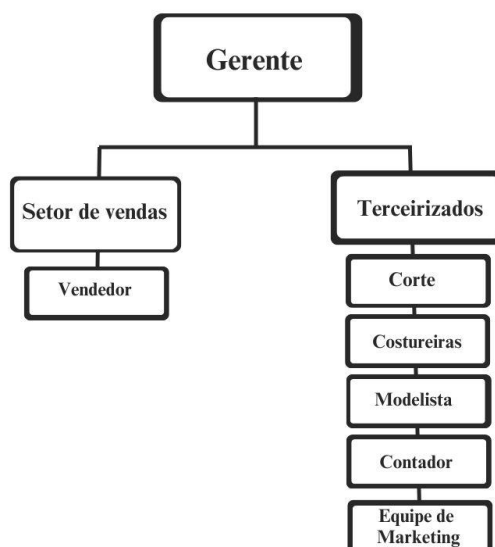 Gerente
Setor de vendas
Vendedor
Terceirizados
Corte
Costureiras
Modelista
Contador
Equipe de
Marketing